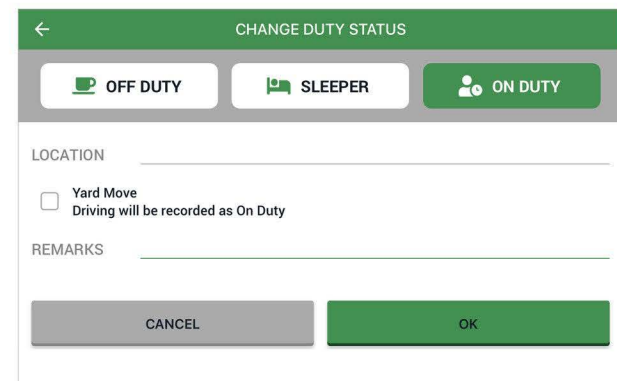 CHANGE DUTY STATUS
OFF DUTY SLEEPER ON DUTY
LOCATION
Yard Move
Driving will be recorded as On Duty
REMARKS
CANCEL OK